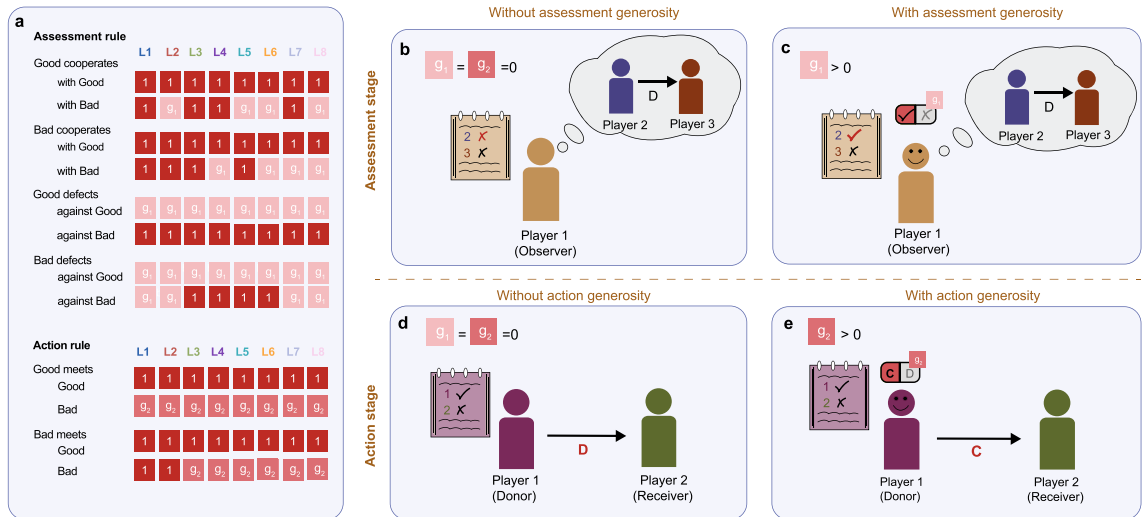 a
Assessment rule
L1 L2 L3 L4 L5 L6 L7 L8
Good cooperates
with Good 1 1 1 1 1 1 1 1
with Bad 1 g1 1 1 g1 g1 1 g1
Bad cooperates
with Good 1 1 1 1 1 1 1 1
with Bad 1 1 1 g1 1 g1 g1 g1
Good defects
against Good g1 g1 g1 g1 g1 g1 g1 g1
against Bad 1 1 1 1 1 1 1 1
Bad defects
against Good g1 g1 g1 g1 g1 g1 g1 g1
against Bad g1 g1 1 1 1 1 g1 g1
Action rule
L1 L2 L3 L4 L5 L6 L7 L8
Good meets
Good 1 1 1 1 1 1 1 1
Bad g2 g2 g2 g2 g2 g2 g2 g2
Bad meets
Good 1 1 1 1 1 1 1 1
Bad 1 1 g2 g2 g2 g2 g2 g2
Assessment stage
Without assessment generosity
b
g1 = g2 =0
D
Player 2 Player 3
2 ✗
3 ✗
Player 1
(Observer)
With assessment generosity
c
g1 > 0
g1
✓ ✗
D
Player 2 Player 3
2 ✓
3 ✗
Player 1
(Observer)
Action stage
Without action generosity
d
g1 = g2 =0
1 ✓
2 ✗
D
Player 1
(Donor)
Player 2
(Receiver)
With action generosity
e
g2 > 0
g2
C D
1 ✓
2 ✗
C
Player 1
(Donor)
Player 2
(Receiver)